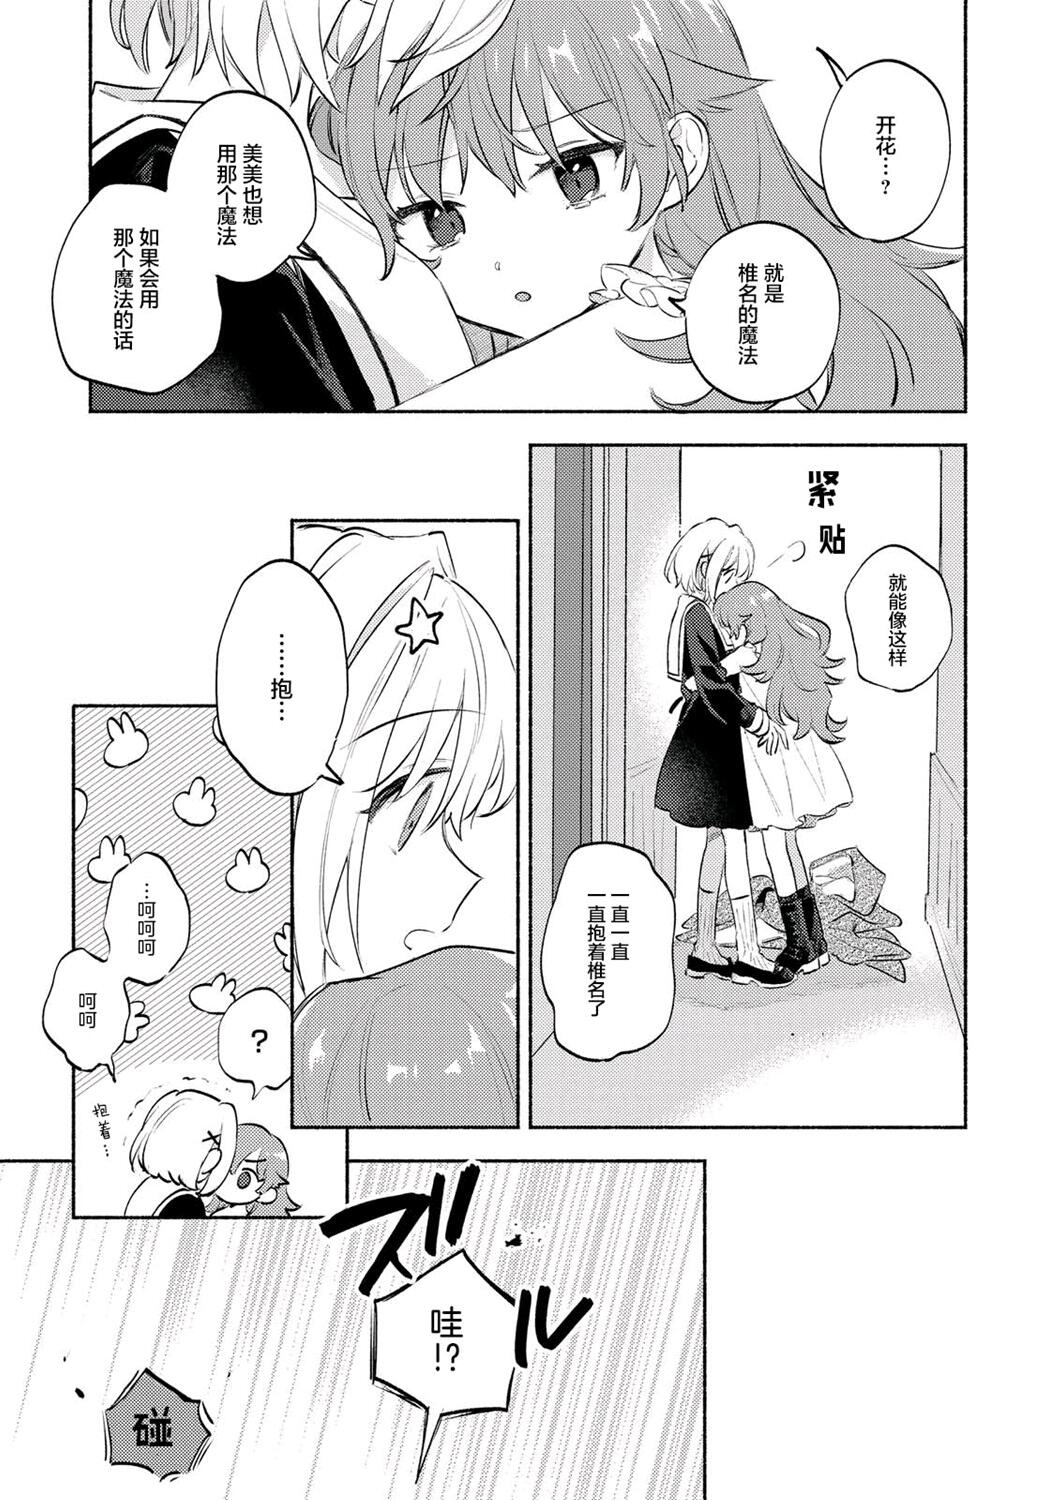 开花…?
就是
椎名的魔法
美美也想
用那个魔法
如果会用
那个魔法的话
紧
贴
就能像这样
一直一直
一直抱着椎名了
………
抱…
…呵呵呵
呵呵
?
抱着…
ズ
ル
哇
!?
碰